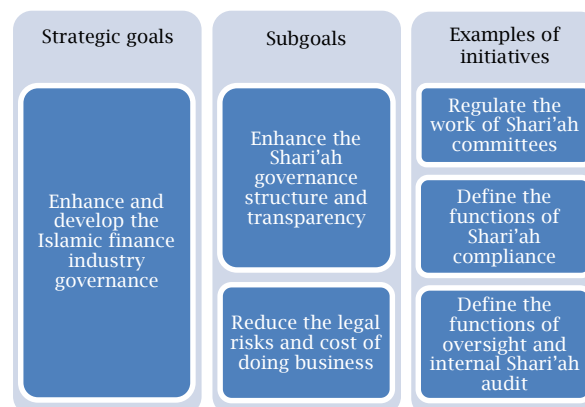 Strategic goals
Enhance and
develop the
Islamic finance
industry
governance
Subgoals
Enhance the
Shari’ah
governance
structure and
transparency
Reduce the legal
risks and cost of
doing business
Examples of
initiatives
Regulate the
work of Shari’ah
committees
Define the
functions of
Shari’ah
compliance
Define the
functions of
oversight and
internal Shari’ah
audit